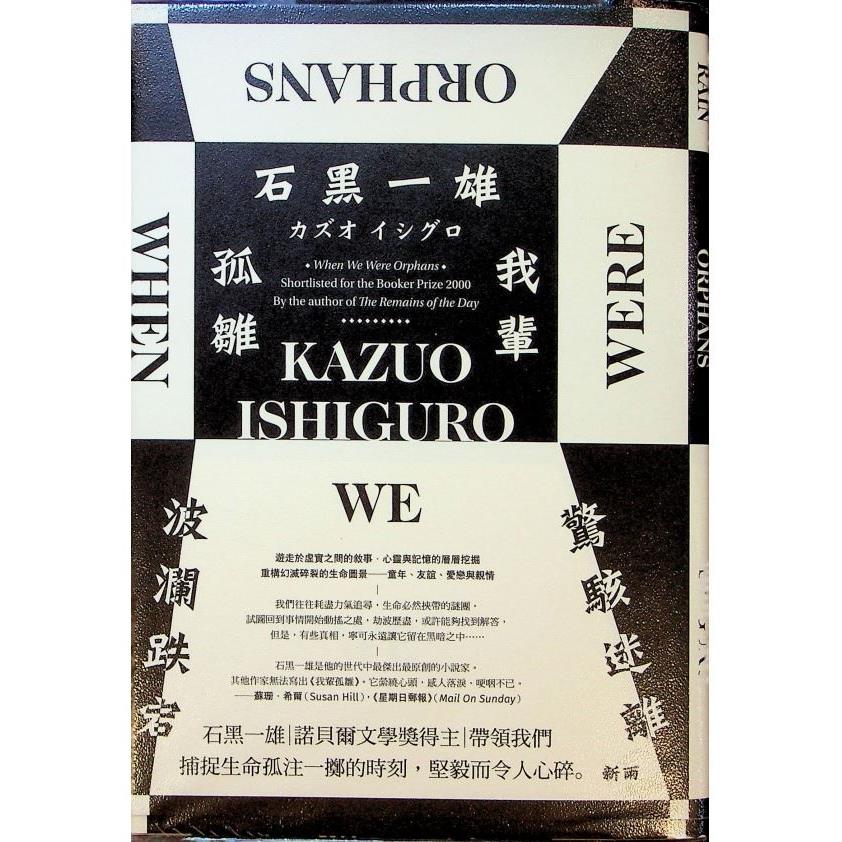 ORPHANS
石黑一雄
カズオ イシグロ
我輩
孤雛
When We Were Orphans
Shortlisted for the Booker Prize 2000
By the author of The Remains of the Day
KAZUO
ISHIGURO
WHEN
WERE
WE
驚駭迷離
波瀾跌宕
遊走於虛實之間的敘事，心靈與記憶的層層挖掘
重構幻滅碎裂的生命圖景——童年、友誼、愛戀與親情
我們往往耗盡力氣追尋，生命必然挾帶的謎團。
試圖回到事情開始動搖之處，劫波歷盡，或許能夠找到解答，
但是，有些真相，寧可永遠讓它留在黑暗之中……
石黑一雄是他的世代中最傑出最原創的小說家。
其他作家無法寫出《我輩孤雛》。它縈繞心頭，感人落淚、哽咽不已。
——蘇珊．希爾（Susan Hill），《星期日郵報》（Mail On Sunday）
石黑一雄|諾貝爾文學獎得主|帶領我們
捕捉生命孤注一擲的時刻，堅毅而令人心碎。
新雨
RAIN
ORPHANS